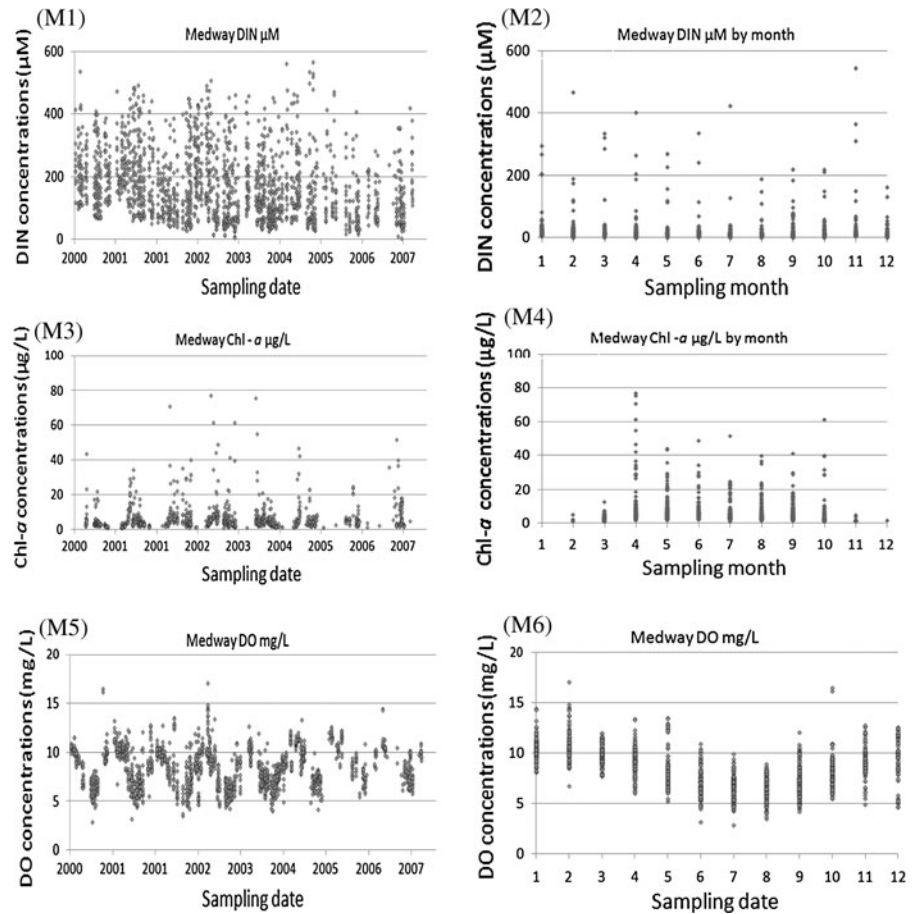 (M1)
Medway DIN µM
DIN concentrations (µM)
600
400
200
0
2000 2001 2001 2002 2003 2004 2005 2006 2007
Sampling date
(M2)
Medway DIN µM by month
DIN concentrations (µM)
600
400
200
0
1 2 3 4 5 6 7 8 9 10 11 12
Sampling month
(M3)
Medway Chl - a µg/L
Chl-a concentrations (µg/L)
100
80
60
40
20
0
2000 2001 2001 2002 2003 2004 2005 2006 2007
Sampling date
(M4)
Medway Chl -a µg/L by month
Chl-a concentrations (µg/L)
100
80
60
40
20
0
1 2 3 4 5 6 7 8 9 10 11 12
Sampling month
(M5)
Medway DO mg/L
DO concentrations(mg/L)
20
15
10
5
0
2000 2001 2001 2002 2003 2004 2005 2006 2007
Sampling date
(M6)
Medway DO mg/L
DO concentrations(mg/L)
20
15
10
5
0
1 2 3 4 5 6 7 8 9 10 11 12
Sampling date